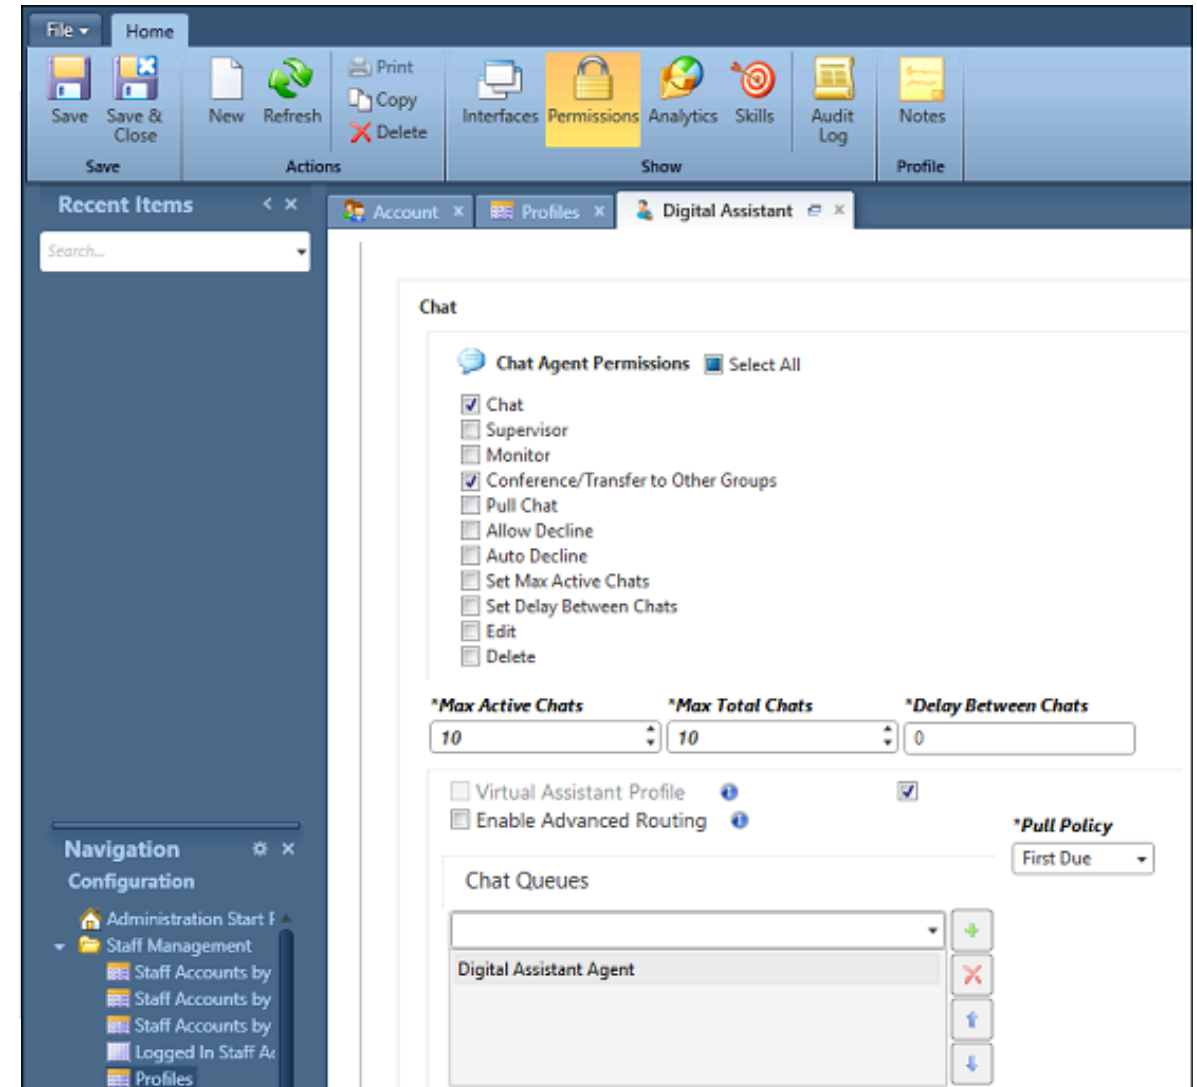 File Home
Save Save & Close New Refresh Print Copy Delete Interfaces Permissions Analytics Skills Audit Log Notes
Save Actions Show Profile
Recent Items
Search...
Account Profiles Digital Assistant
Chat
Chat Agent Permissions Select All
Chat
Supervisor
Monitor
Conference/Transfer to Other Groups
Pull Chat
Allow Decline
Auto Decline
Set Max Active Chats
Set Delay Between Chats
Edit
Delete
*Max Active Chats *Max Total Chats *Delay Between Chats
10 10 0
Virtual Assistant Profile
Enable Advanced Routing
*Pull Policy
First Due
Chat Queues
Digital Assistant Agent
Navigation
Configuration
Administration Start
Staff Management
Staff Accounts by
Staff Accounts by
Staff Accounts by
Logged In Staff
Profiles